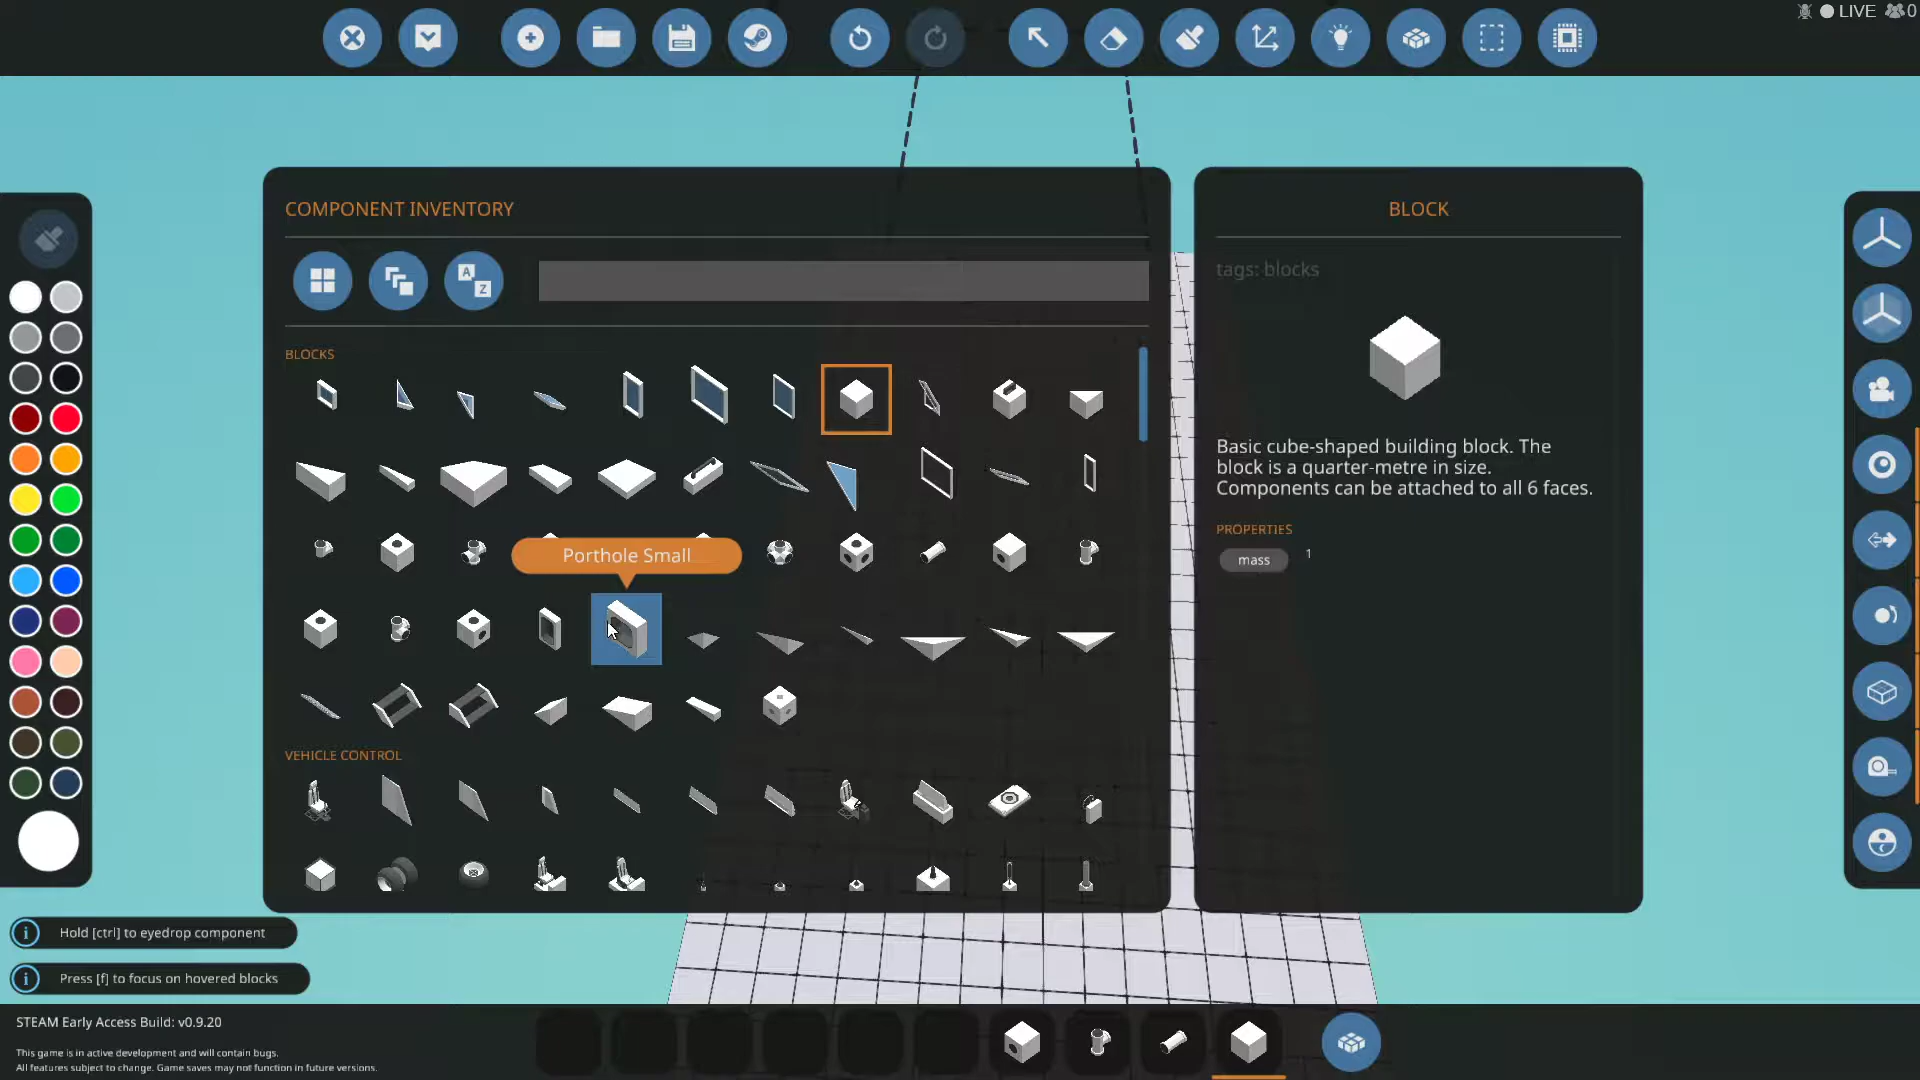 LIVE 0
COMPONENT INVENTORY
A
Z
BLOCKS
Porthole Small
VEHICLE CONTROL
BLOCK
tags: blocks
Basic cube-shaped building block. The
block is a quarter-metre in size.
Components can be attached to all 6 faces.
PROPERTIES
mass 1
i Hold [ctrl] to eyedrop component
i Press [f] to focus on hovered blocks
STEAM Early Access Build: v0.9.20
This game is in active development and will contain bugs.
All features subject to change. Game saves may not function in future versions.